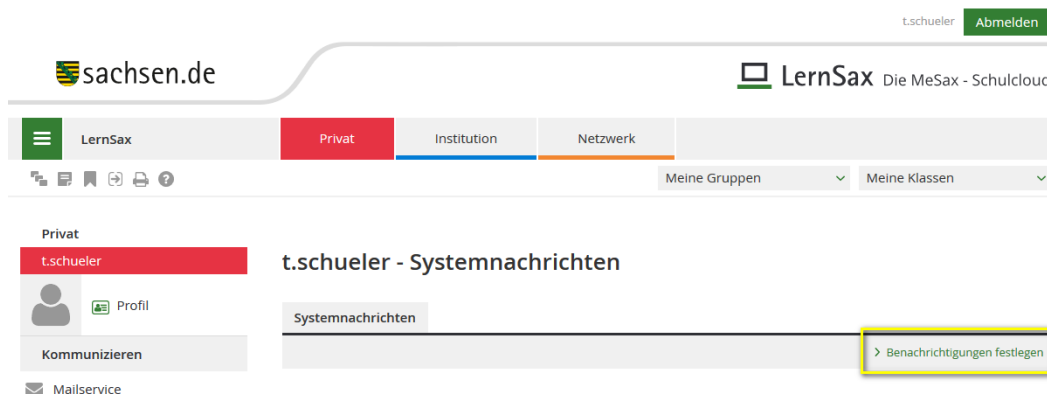 t.schueler Abmelden
sachsen.de
LernSax Die MeSax - Schulcloud
LernSax Privat Institution Netzwerk
Meine Gruppen Meine Klassen
Privat
t.schueler
t.schueler - Systemnachrichten
Profil
Systemnachrichten
Kommunizieren
> Benachrichtigungen festlegen
Mailservice